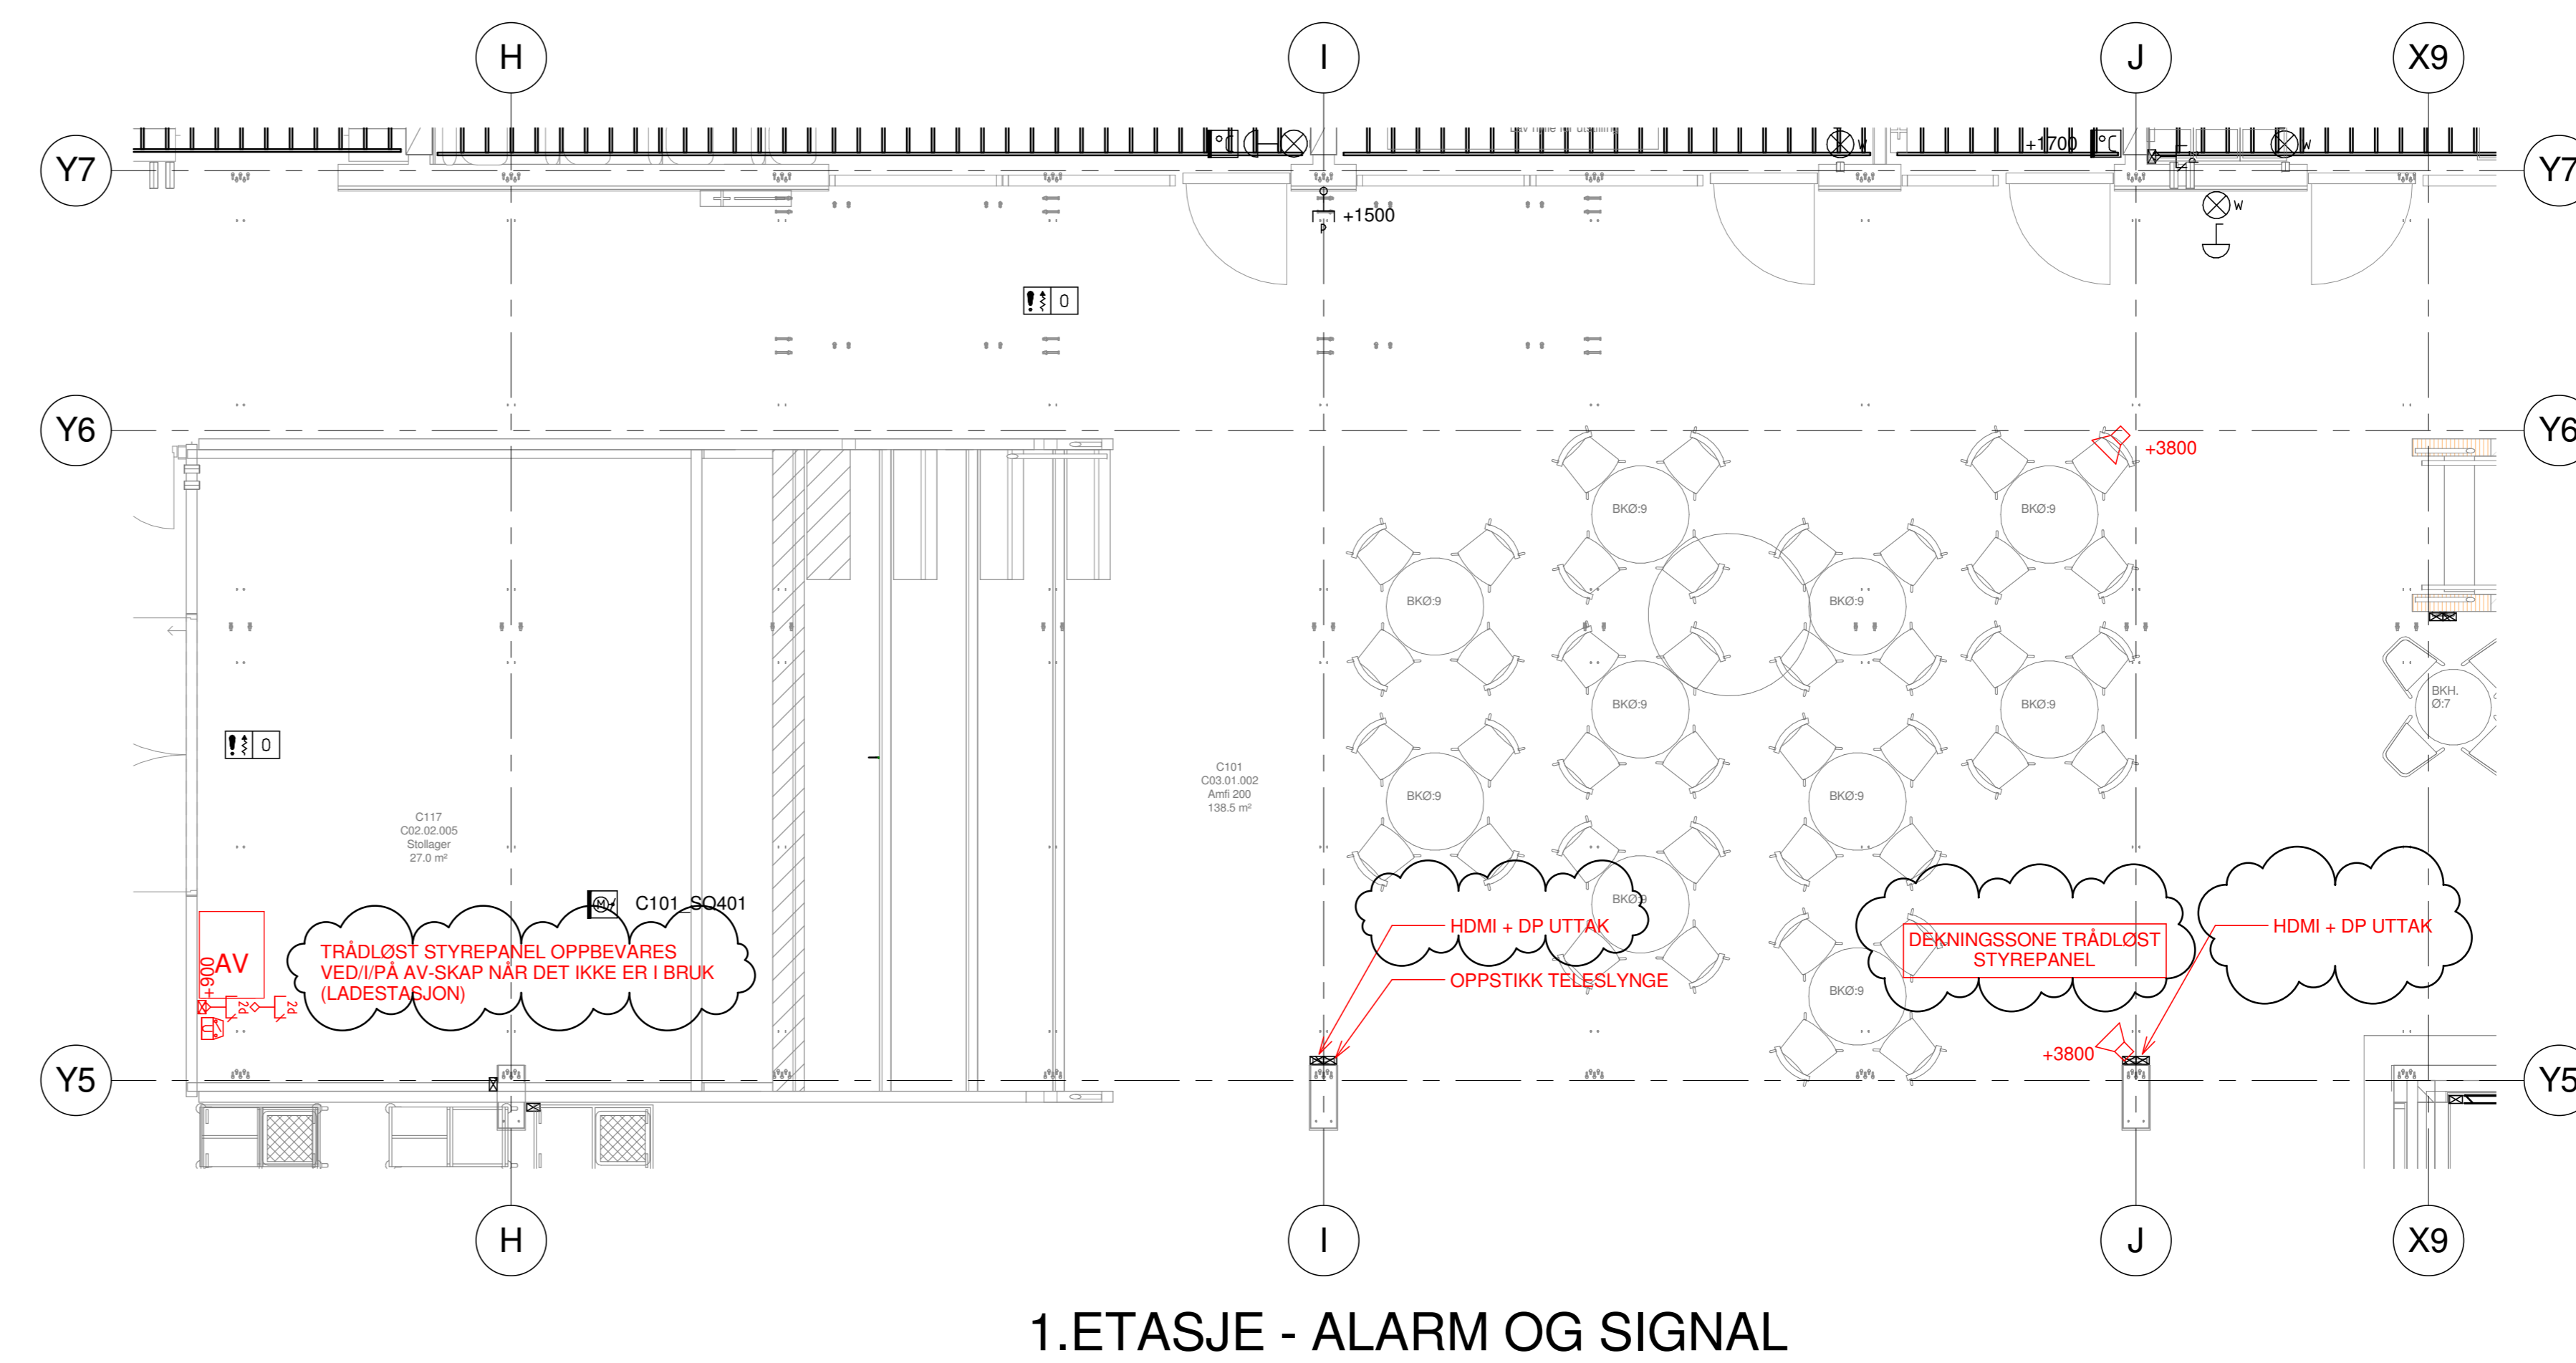 H
I
J
X9
Y7
+1700
W
W
Y7
+1500
P
W
0
Y6
Y6
+3800
BKØ:9
BKØ:9
BKØ:9
BKØ:9
BKØ:9
BKØ:9
BKØ:9
BKØ:9
BKØ:9
BKØ:9
BKH.
Ø:7
0
C101
C03.01.002
Amfi 200
138.5 m²
C117
C02.02.005
Stollager
27.0 m²
C101_SQ401
M
AV
+0600
2d
2d
TRÅDLØST STYREPANEL OPPBEVARES
VED/I/PÅ AV-SKAP NÅR DET IKKE ER I BRUK
(LADESTASJON)
HDMI + DP UTTAK
OPPSTIKK TELESLYNGE
DEKNINGSSONE TRÅDLØST
STYREPANEL
HDMI + DP UTTAK
+3800
Y5
Y5
H
I
J
X9
1.ETASJE - ALARM OG SIGNAL